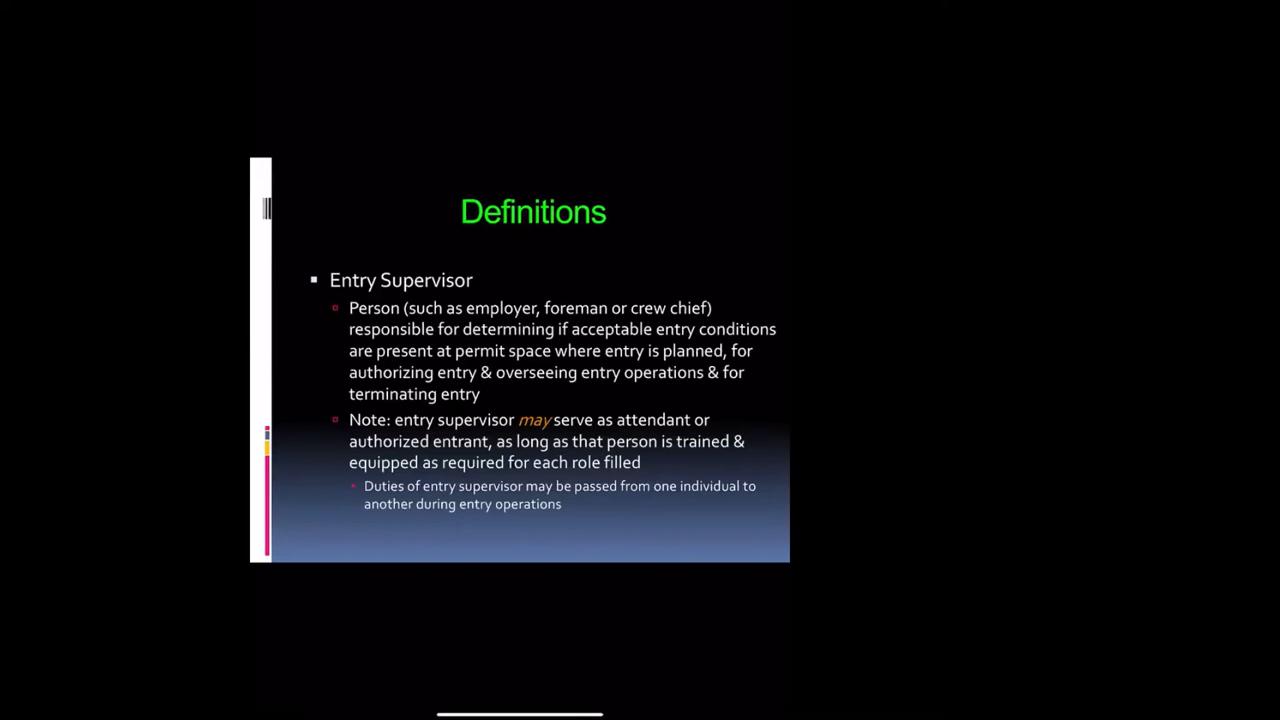 Definitions
Entry Supervisor
Person (such as employer, foreman or crew chief)
responsible for determining if acceptable entry conditions
are present at permit space where entry is planned, for
authorizing entry & overseeing entry operations & for
terminating entry
Note: entry supervisor may serve as attendant or
authorized entrant, as long as that person is trained &
equipped as required for each role filled
Duties of entry supervisor may be passed from one individual to
another during entry operations